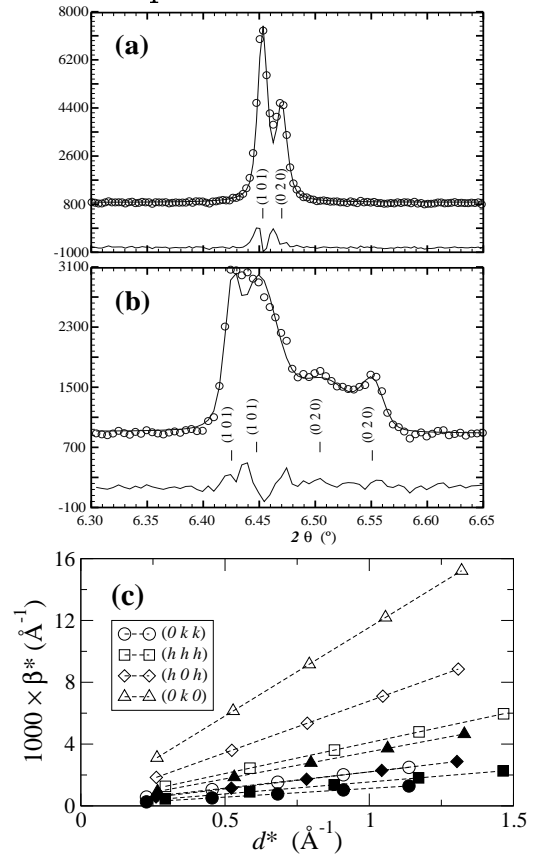 8000
(a)
7200
4400
2600
800
-1000
(1 0 1)
(0 2 0)
3100
(b)
2300
1500
700
-100
(1 0 1)
(1 0 1)
(0 2 0)
(0 2 0)
6.30 6.35 6.40 6.45 6.50 6.55 6.60 6.65
2 θ (º)
16
(c)
12
8
4
0
(0 k k)
(h h h)
(h 0 h)
(0 k 0)
1000 × β* (Å-1)
0 0.5 1 1.5
d* (Å-1)